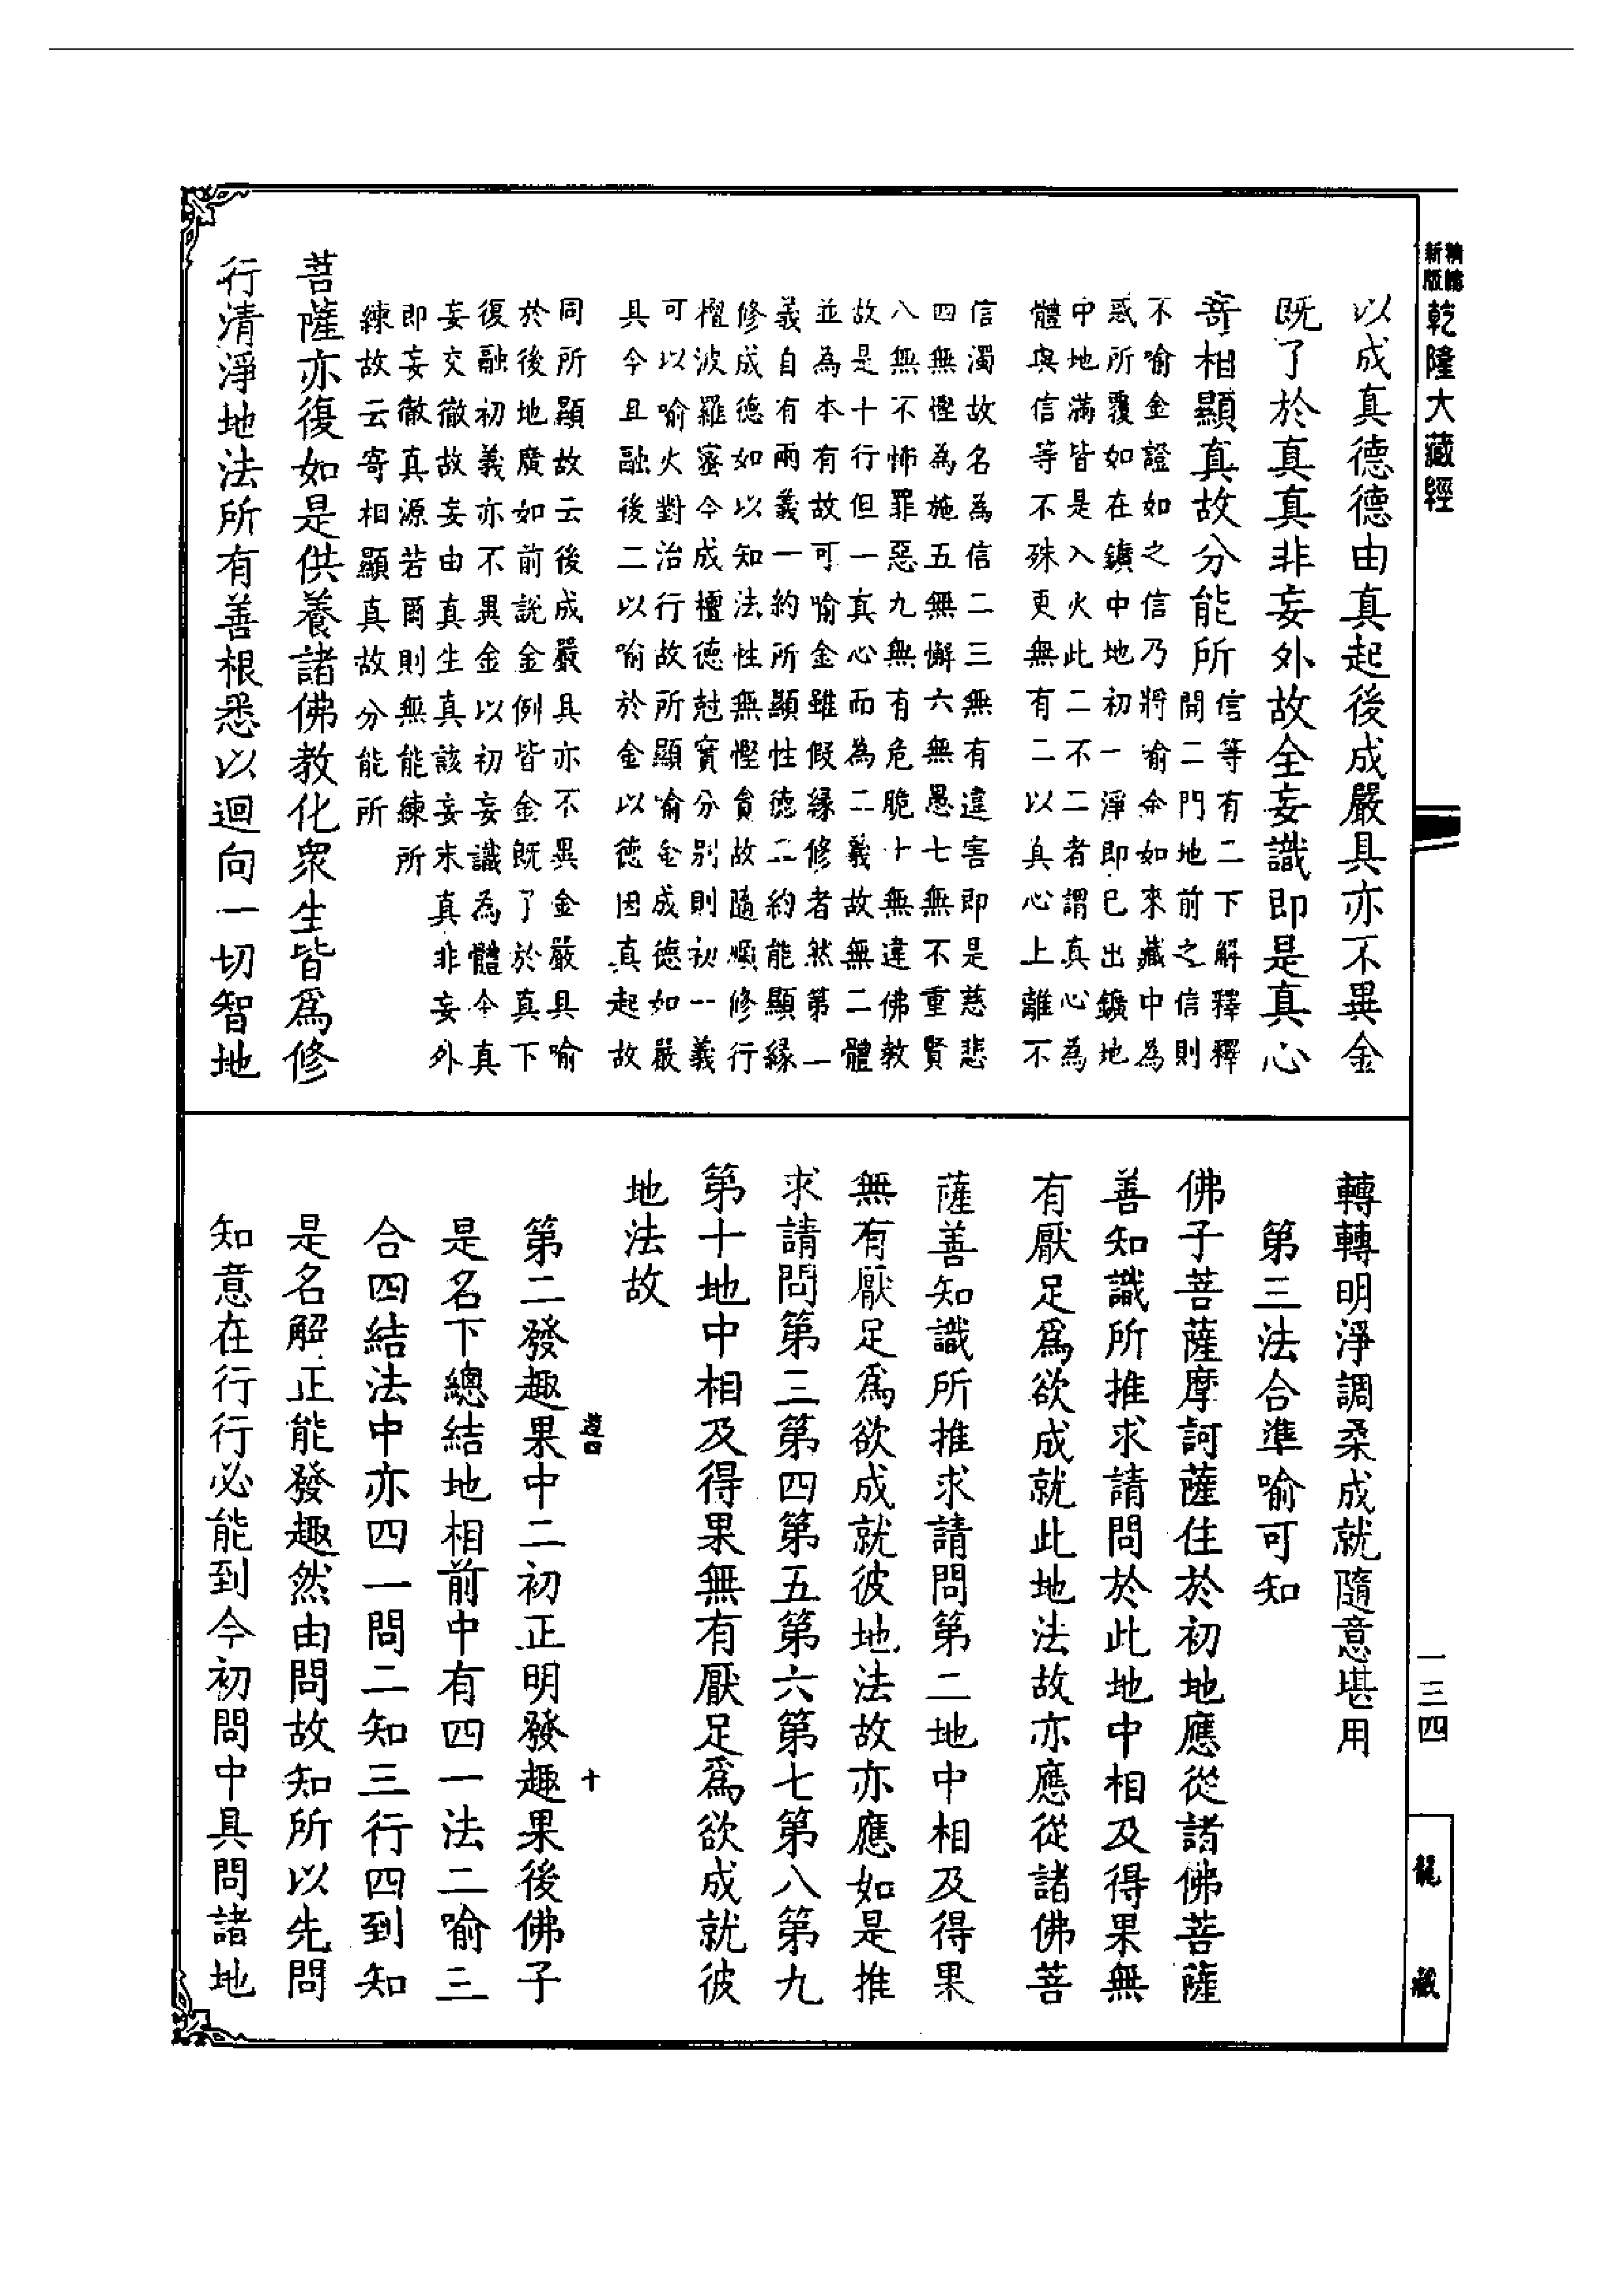 新版
乾隆大藏經
以成真德德由真起後成嚴具亦不異金
既了於真真非妄外故全妄識即是真心
寄相顯真故分能所
信等有二下解釋釋
開二門地前之信則
不喻金證如之信乃將喻金如來藏中為
惑所覆如在鑛中地初一淨即已出鑛地
中地滿皆是入火此二不二者謂真心為
體與信等不殊更無有二以真心上離不
信濁故名為信二三無有違害即是慈悲
四無慳為施五無懈六無愚七無不重賢
八無不怖罪惡九無有危脆十無違佛教
故是十行但一真心而為二義故無二體
並為本有故可喻金雖假緣修者然第一
義自有兩義一約所顯性德二約能顯緣
修成德如以知法性無慳貪故隨順修行
檀波羅蜜今成檀德尅實分別則初一義
可以喻火對治行故所顯喻金成德如嚴
具今且融後二以喻於金以德因真起故
同所顯故云後成嚴具亦不異金嚴具喻
於後地廣如前說金例皆金既了於真下
復融初義亦不異金以初妄識為體今真
妄交徹故妄由真生真該妄末真非妄外
即妄徹真源若爾則無能練所
練故云寄相顯真故分能所
菩薩亦復如是供養諸佛教化衆生皆爲修
行清淨地法所有善根悉以迴向一切智地
轉轉明淨調柔成就隨意堪用
第三法合準喻可知
佛子菩薩摩訶薩住於初地應從諸佛菩薩
善知識所推求請問於此地中相及得果無
有厭足爲欲成就此地法故亦應從諸佛菩
薩善知識所推求請問第二地中相及得果
無有厭足爲欲成就彼地法故亦應如是推
求請問第三第四第五第六第七第八第九
第十地中相及得果無有厭足爲欲成就彼
地法故
十
第二發趣果中二初正明發趣果後佛子
是名下總結地相前中有四一法二喻三
合四結法中亦四一問二知三行四到知
是名解正能發趣然由問故知所以先問
知意在行行必能到今初問中具問諸地
一三四
龍藏